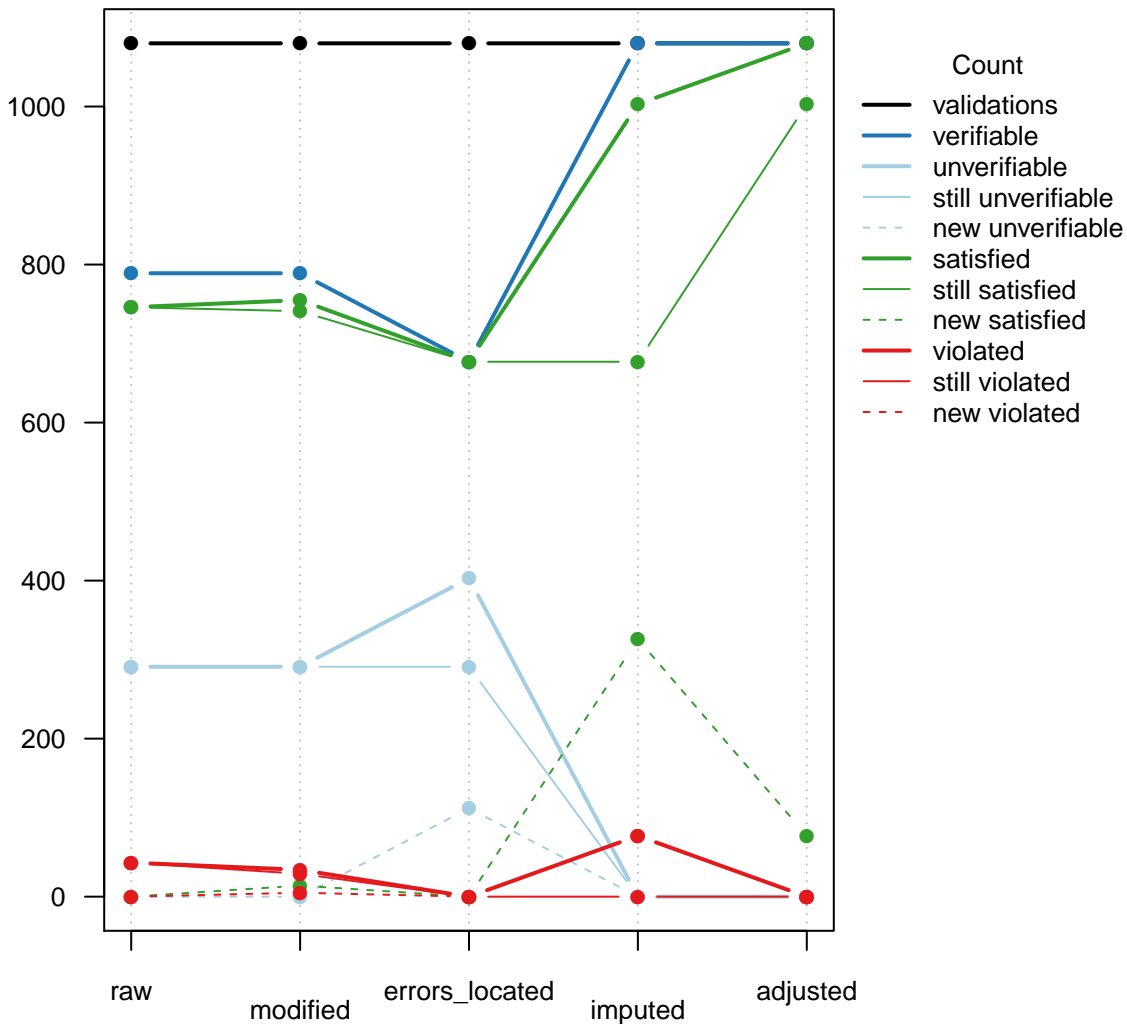 Count
validations
verifiable
unverifiable
still unverifiable
new unverifiable
satisfied
still satisfied
new satisfied
violated
still violated
new violated
1000
800
600
400
200
0
raw
modified
errors_located
imputed
adjusted